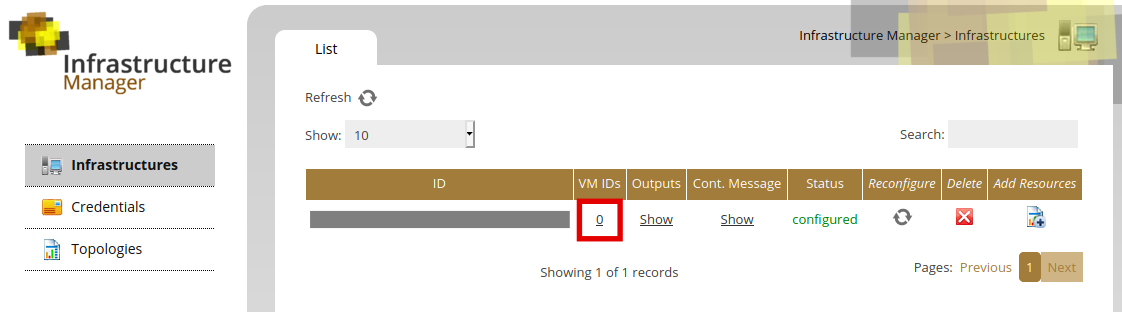 Infrastructure
Manager
Infrastructures
Credentials
Topologies
List
Infrastructure Manager > Infrastructures
Refresh
Show: 10
Search:
ID VM IDs Outputs Cont. Message Status Reconfigure Delete Add Resources
0 Show Show configured
Showing 1 of 1 records
Pages: Previous 1 Next